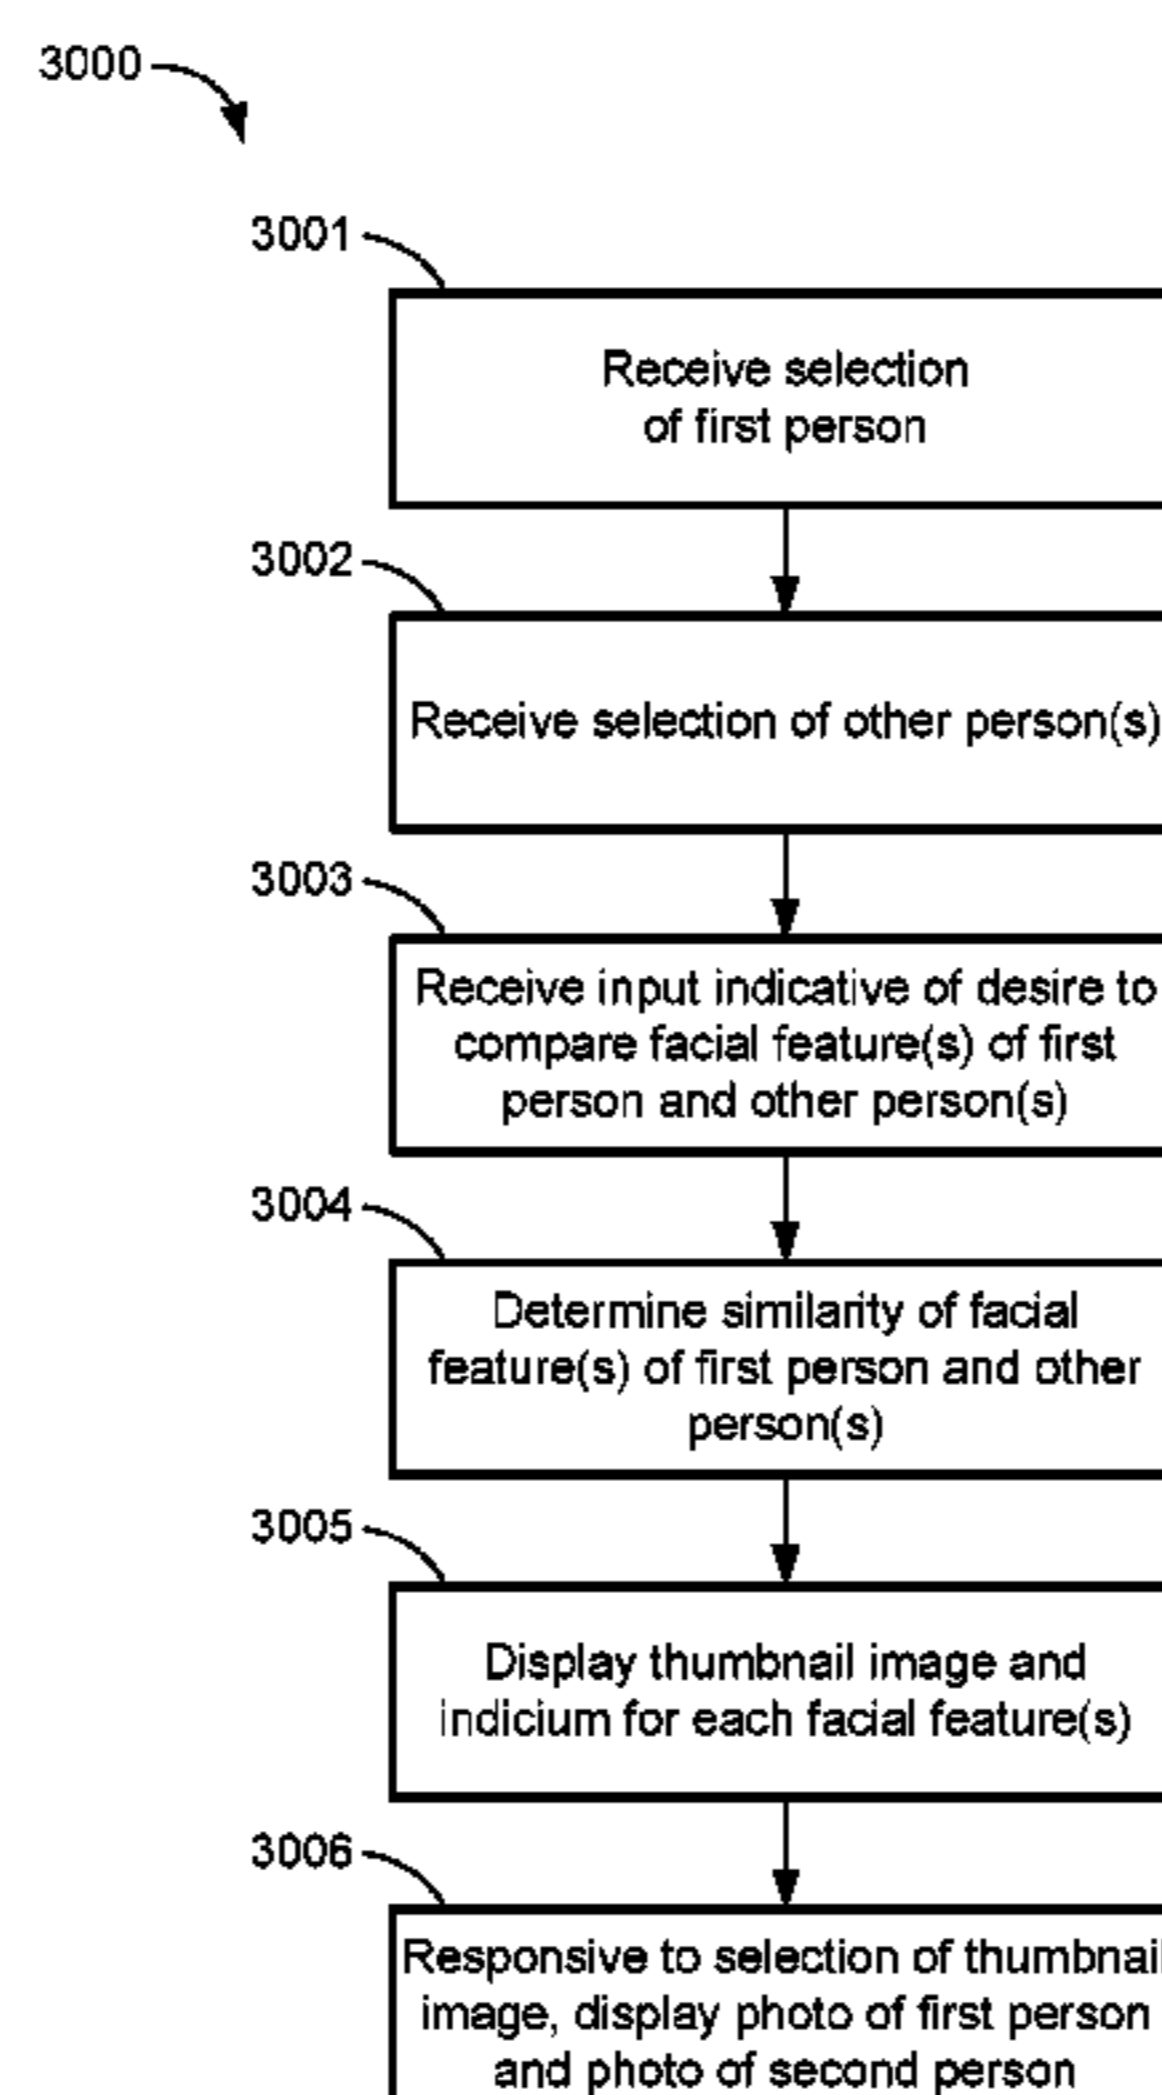 3000
3001
Receive selection
of first person
3002
Receive selection of other person(s)
3003
Receive input indicative of desire to
compare facial feature(s) of first
person and other person(s)
3004
Determine similarity of facial
feature(s) of first person and other
person(s)
3005
Display thumbnail image and
indicium for each facial feature(s)
3006
Responsive to selection of thumbnail
image, display photo of first person
and photo of second person